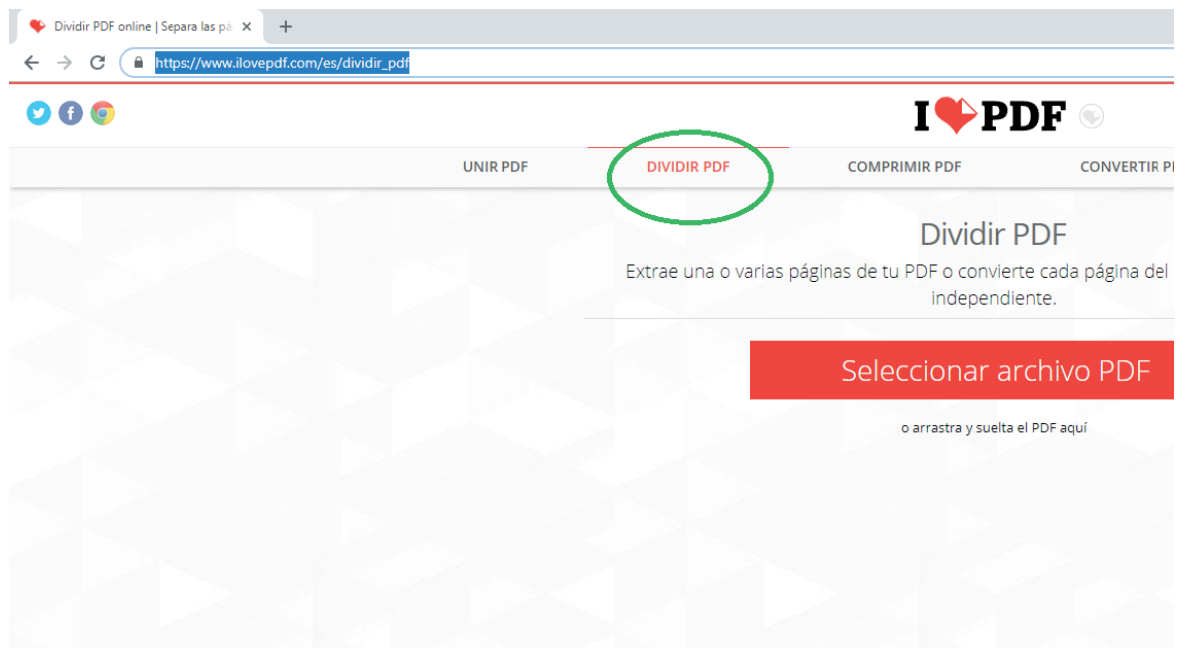 Dividir PDF online | Separa las pá
https://www.ilovepdf.com/es/dividir_pdf
I PDF
UNIR PDF DIVIDIR PDF COMPRIMIR PDF CONVERTIR P
Dividir PDF
Extrae una o varias páginas de tu PDF o convierte cada página del
independiente.
Seleccionar archivo PDF
o arrastra y suelta el PDF aquí